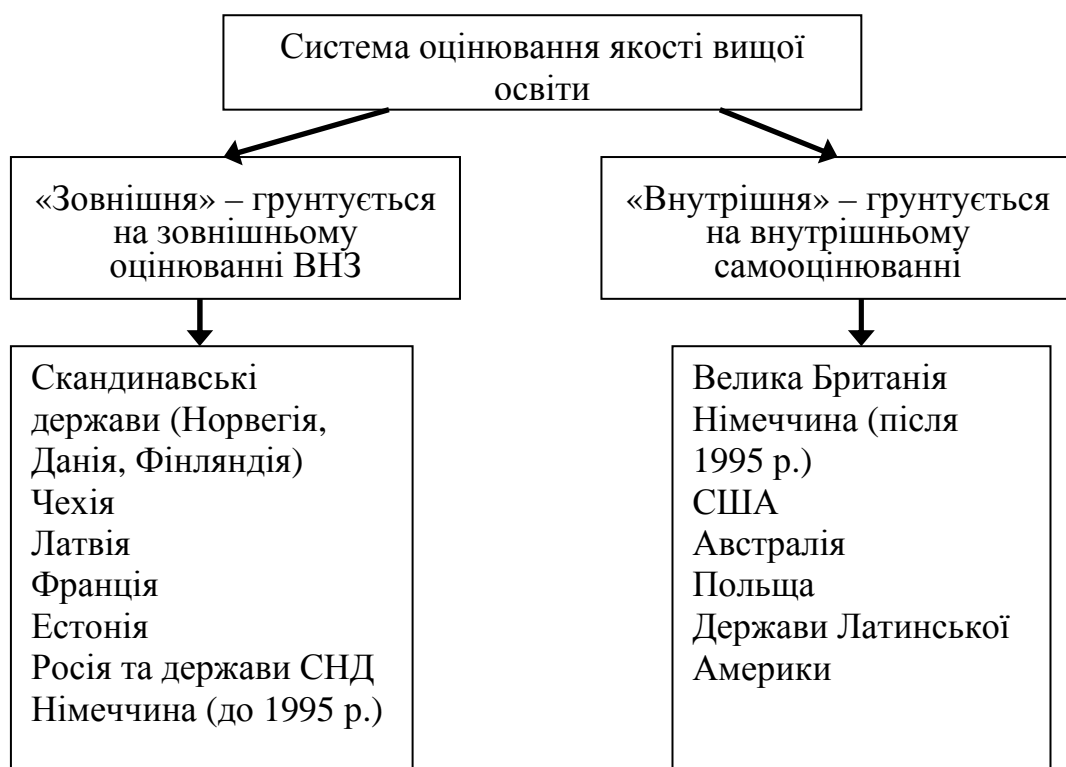 Система оцінювання якості вищої
освіти
«Зовнішня» – грунтується
на зовнішньому
оцінюванні ВНЗ
«Внутрішня» – грунтується
на внутрішньому
самооцінюванні
Скандинавські
держави (Норвегія,
Данія, Фінляндія)
Чехія
Латвія
Франція
Естонія
Росія та держави СНД
Німеччина (до 1995 р.)
Велика Британія
Німеччина (після
1995 р.)
США
Австралія
Польща
Держави Латинської
Америки